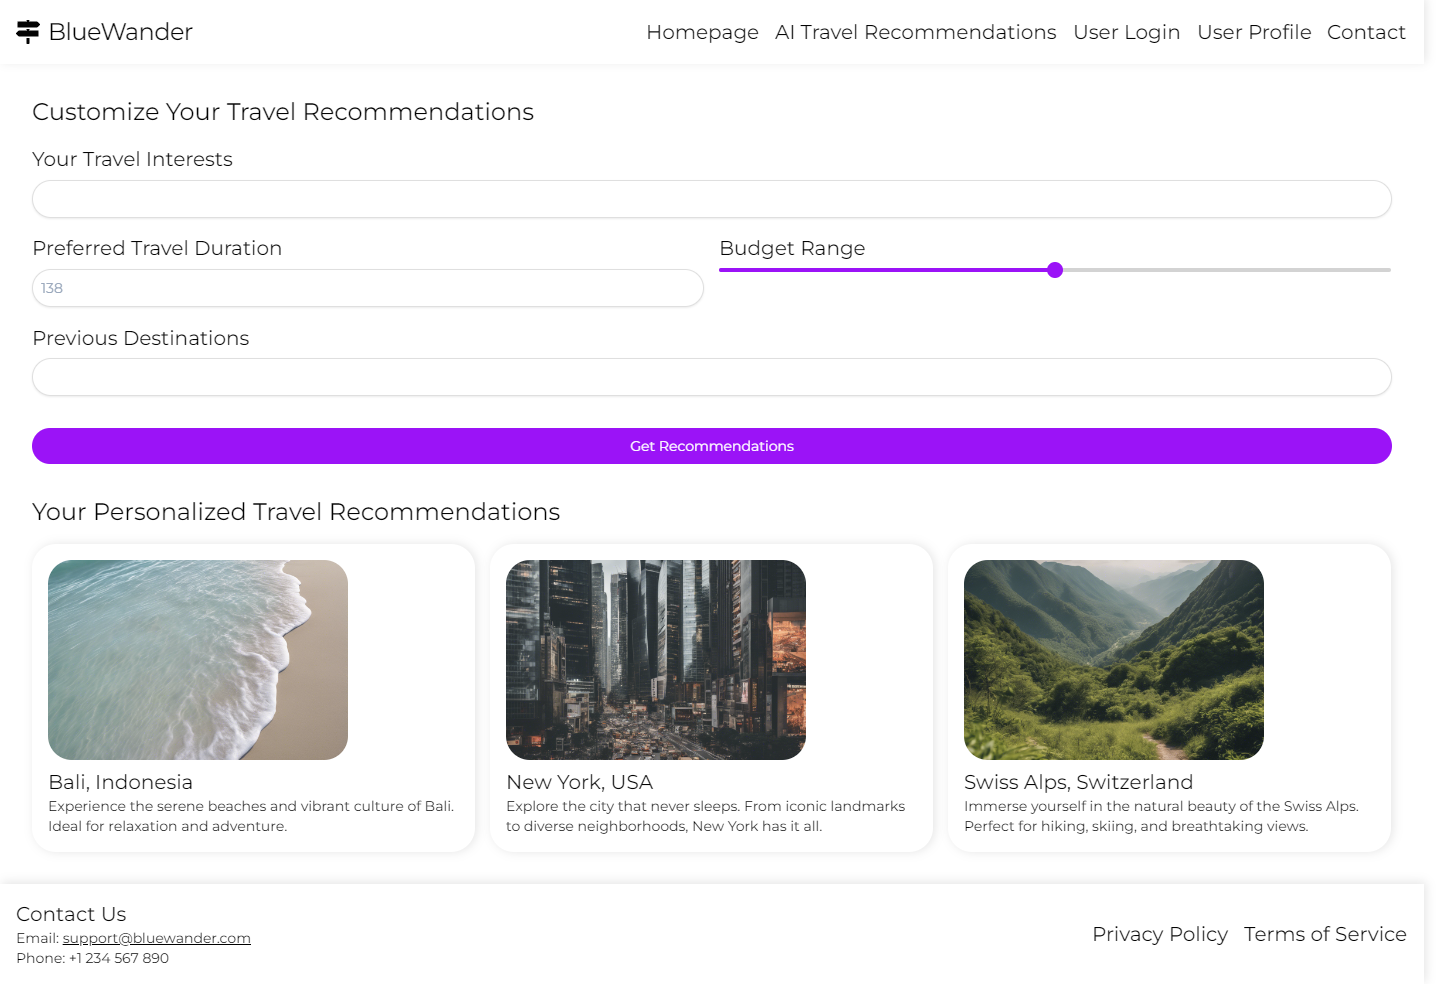 BlueWander
Homepage AI Travel Recommendations User Login User Profile Contact
Customize Your Travel Recommendations
Your Travel Interests
Preferred Travel Duration
Budget Range
138
Previous Destinations
Get Recommendations
Your Personalized Travel Recommendations
Bali, Indonesia
Experience the serene beaches and vibrant culture of Bali.
Ideal for relaxation and adventure.
New York, USA
Explore the city that never sleeps. From iconic landmarks
to diverse neighborhoods, New York has it all.
Swiss Alps, Switzerland
Immerse yourself in the natural beauty of the Swiss Alps.
Perfect for hiking, skiing, and breathtaking views.
Contact Us
Email: support@bluewander.com
Phone: +1 234 567 890
Privacy Policy Terms of Service